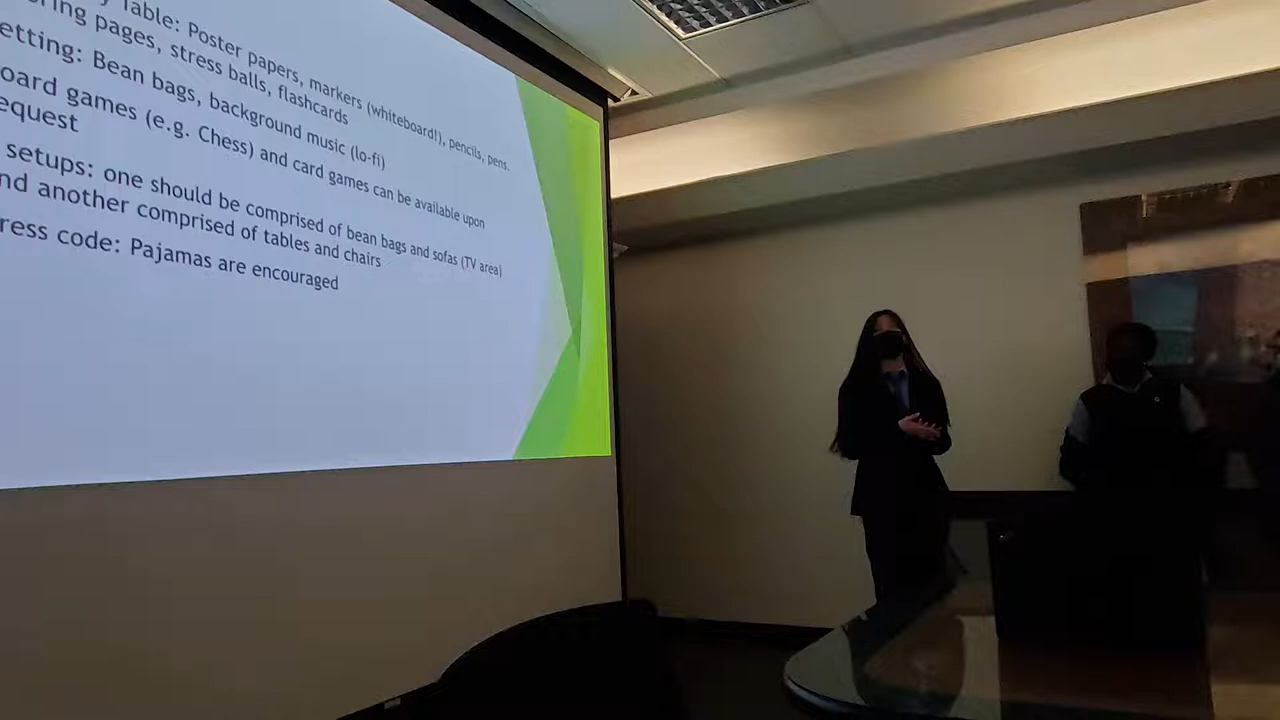 Table: Poster papers, markers (whiteboard!), pencils, pens.
pages, stress balls, flashcards
etting: Bean bags, background music (lo-fi)
oard games (e.g. Chess) and card games can be available upon
equest
setups: one should be comprised of bean bags and sofas (TV area)
nd another comprised of tables and chairs
ress code: Pajamas are encouraged